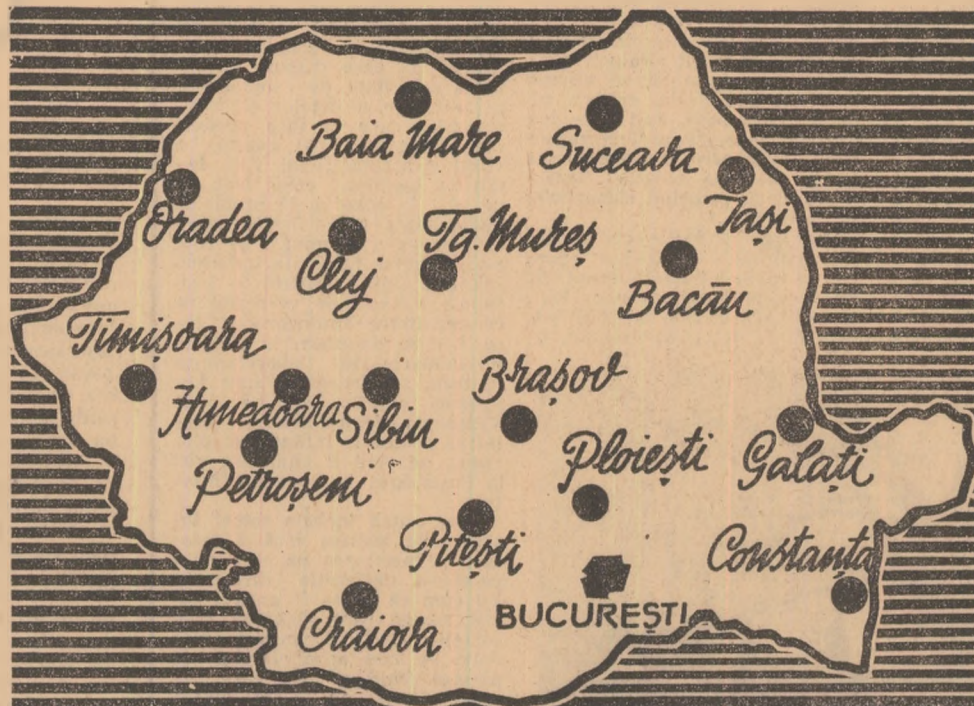 Baia Mare
Suceava
Iași
Oradea
Cluj
Tg. Mureș
Bacău
Timișoara
Hunedoara
Sibiu
Brașov
Petroșeni
Ploiești
Galați
Pitești
Constanța
BUCUREȘTI
Craiova